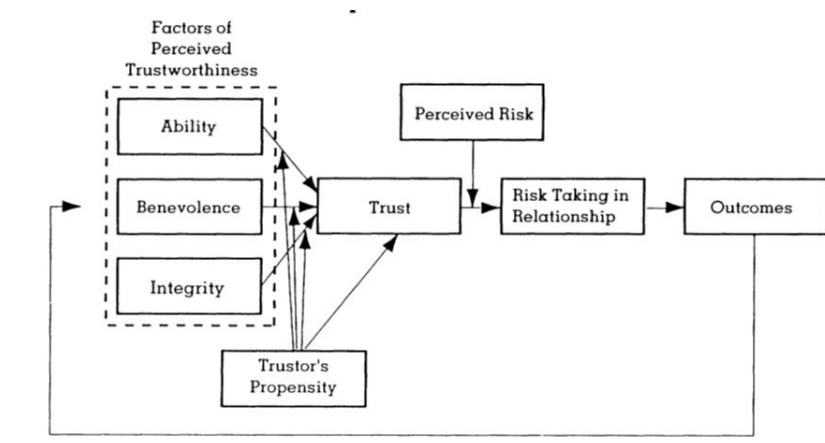 Factors of
Perceived
Trustworthiness
Ability
Perceived Risk
Benevolence
Trust
Risk Taking in
Relationship
Outcomes
Integrity
Trustor's
Propensity